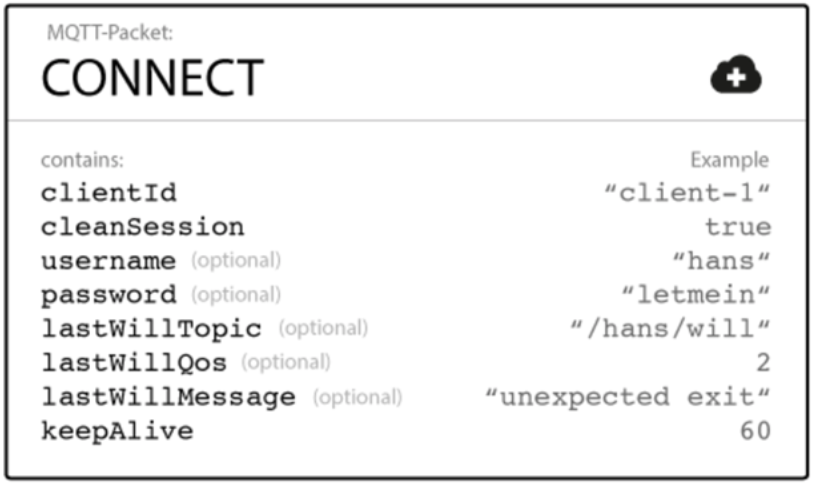 MQTT-Packet:
CONNECT
contains: Example
clientId “client-1“
cleanSession true
username (optional) “hans“
password (optional) “letmein“
lastWillTopic (optional) “/hans/will“
lastWillQos (optional) 2
lastWillMessage (optional) “unexpected exit“
keepAlive 60